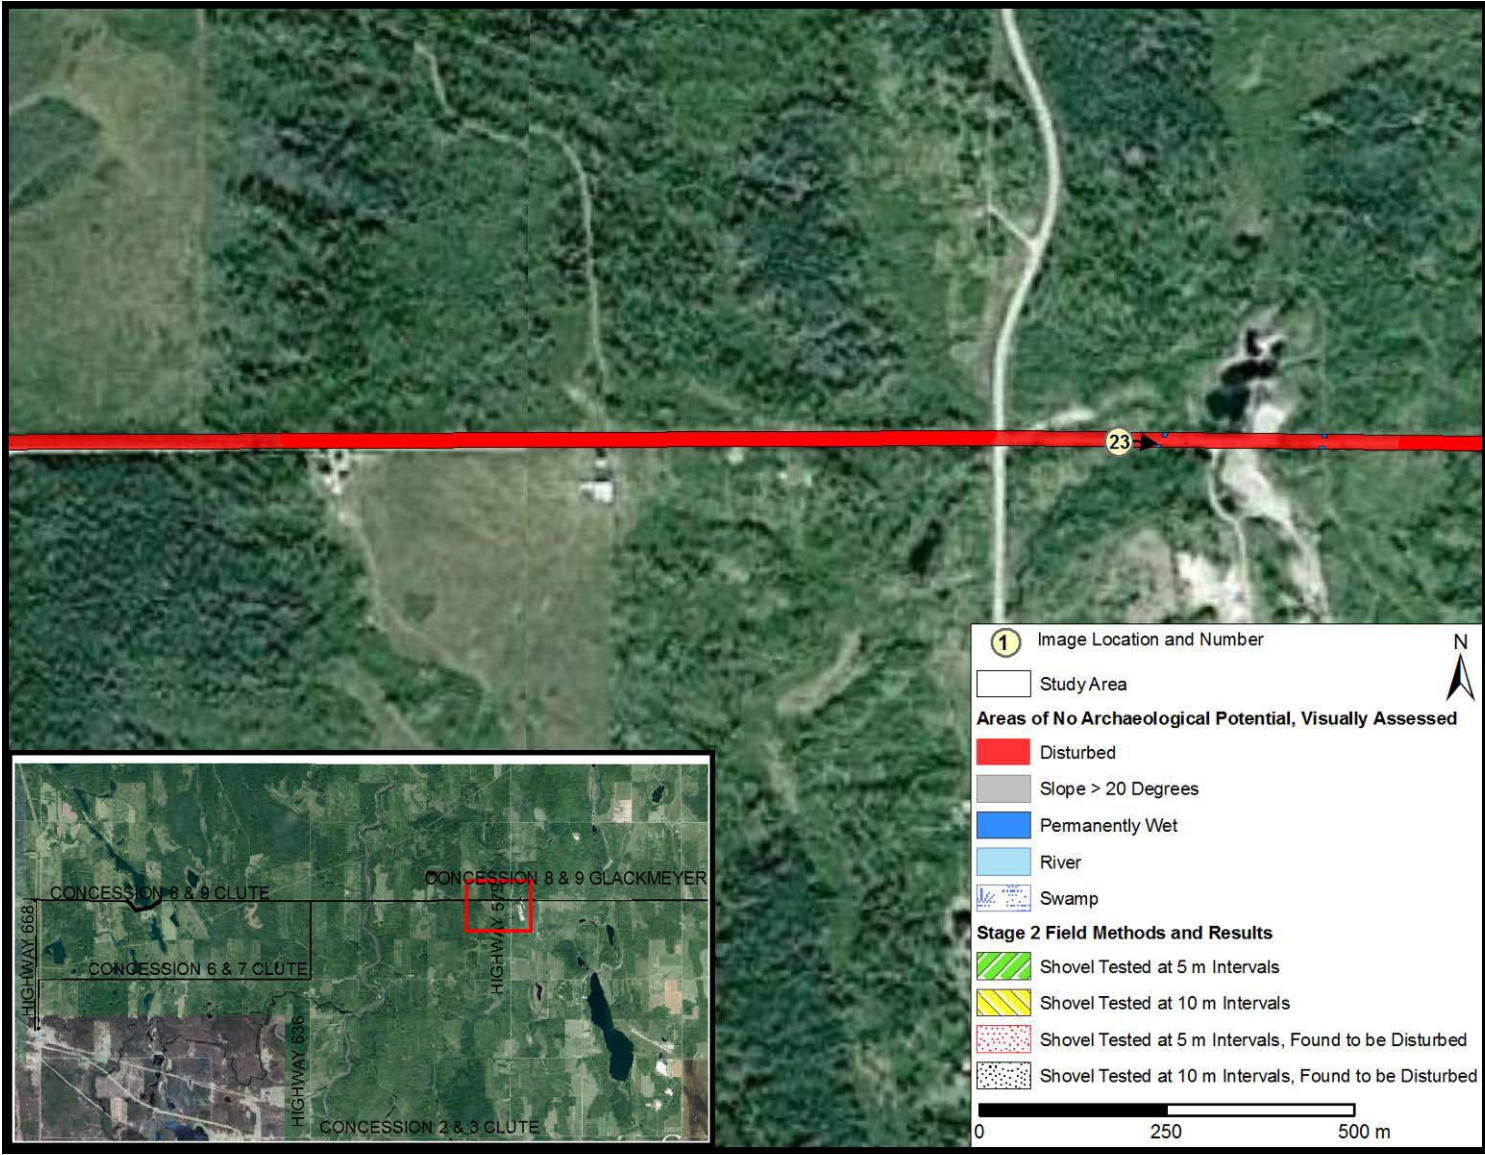 23
1 Image Location and Number
N
Study Area
Areas of No Archaeological Potential, Visually Assessed
Disturbed
Slope > 20 Degrees
Permanently Wet
River
Swamp
Stage 2 Field Methods and Results
Shovel Tested at 5 m Intervals
Shovel Tested at 10 m Intervals
Shovel Tested at 5 m Intervals, Found to be Disturbed
Shovel Tested at 10 m Intervals, Found to be Disturbed
0 250 500 m
CONCESSION 8 & 9 GLACKMEYER
CONCESSION 8 & 9 CLUTE
HIGHWAY 668
HIGHWAY 579
CONCESSION 6 & 7 CLUTE
HIGHWAY 636
CONCESSION 2 & 3 CLUTE